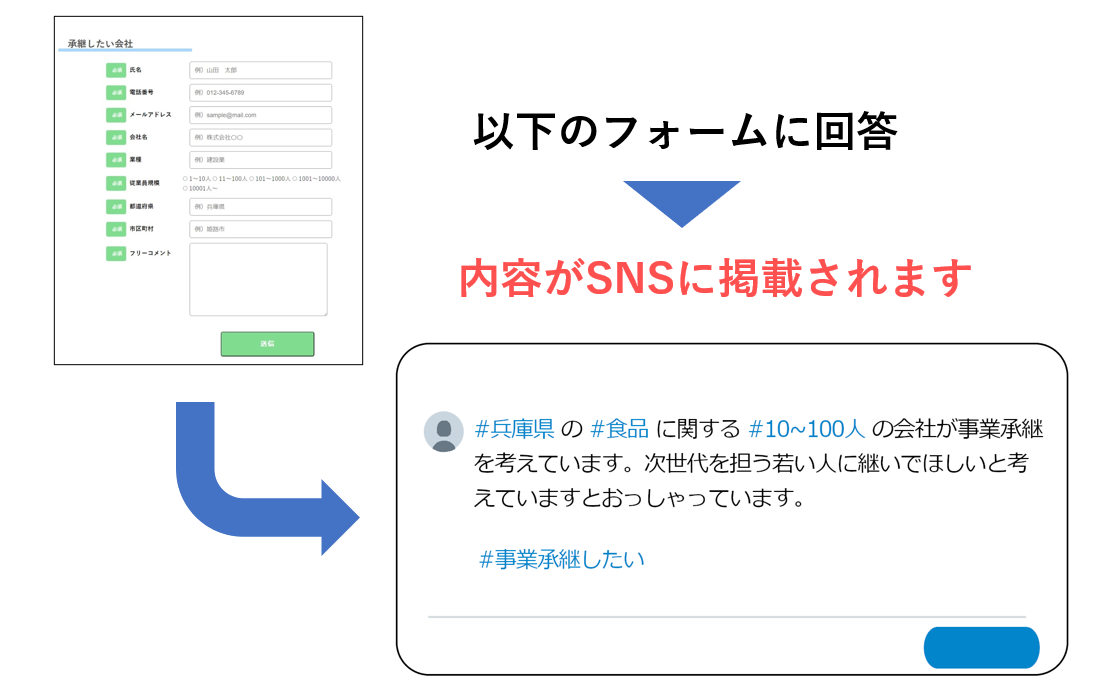 承継したい会社
必須 氏名 例）山田　太郎
必須 電話番号 例）012-345-6789
必須 メールアドレス 例）sample@mail.com
必須 会社名 例）株式会社〇〇
必須 業種 例）建設業
必須 従業員規模 ○ 1～10人 ○ 11～100人 ○ 101～1000人 ○ 1001～10000人
○ 10001人～
必須 都道府県 例）兵庫県
必須 市区町村 例）姫路市
必須 フリーコメント
送信
以下のフォームに回答
内容がSNSに掲載されます
#兵庫県 の #食品 に関する #10~100人 の会社が事業承継
を考えています。次世代を担う若い人に継いでほしいと考
えていますとおっしゃっています。
#事業承継したい